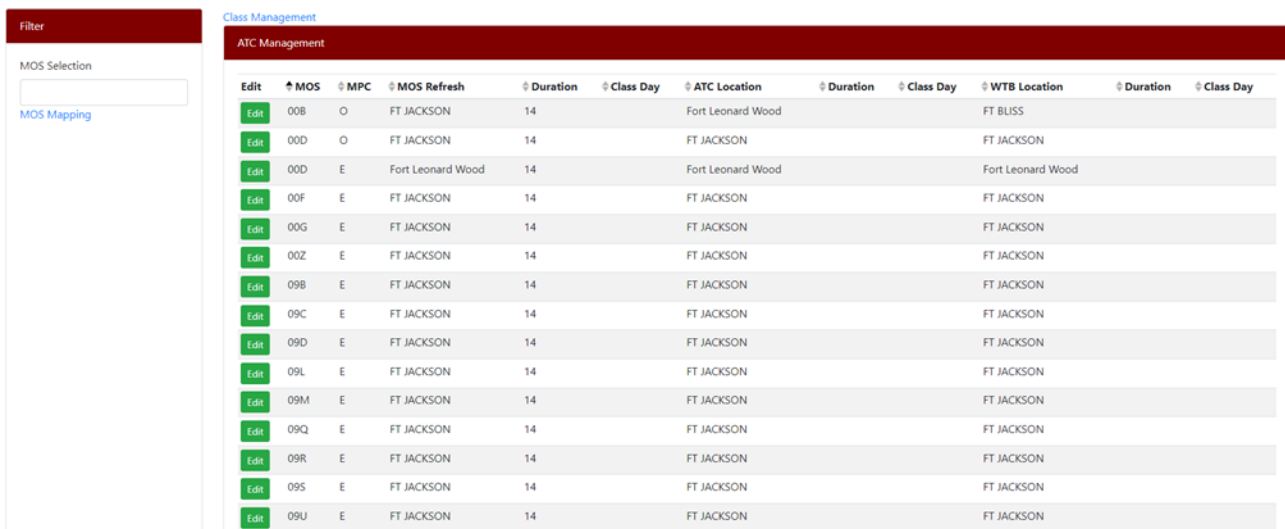 Filter
MOS Selection
MOS Mapping
Class Management
ATC Management
Edit MOS MPC MOS Refresh Duration Class Day ATC Location Duration Class Day WTB Location Duration Class Day
Edit 00B O FT JACKSON 14 Fort Leonard Wood FT BLISS
Edit 00D O FT JACKSON 14 FT JACKSON FT JACKSON
Edit 00D E Fort Leonard Wood 14 Fort Leonard Wood Fort Leonard Wood
Edit 00F E FT JACKSON 14 FT JACKSON FT JACKSON
Edit 00G E FT JACKSON 14 FT JACKSON FT JACKSON
Edit 00Z E FT JACKSON 14 FT JACKSON FT JACKSON
Edit 09B E FT JACKSON 14 FT JACKSON FT JACKSON
Edit 09C E FT JACKSON 14 FT JACKSON FT JACKSON
Edit 09D E FT JACKSON 14 FT JACKSON FT JACKSON
Edit 09L E FT JACKSON 14 FT JACKSON FT JACKSON
Edit 09M E FT JACKSON 14 FT JACKSON FT JACKSON
Edit 09Q E FT JACKSON 14 FT JACKSON FT JACKSON
Edit 09R E FT JACKSON 14 FT JACKSON FT JACKSON
Edit 09S E FT JACKSON 14 FT JACKSON FT JACKSON
Edit 09U E FT JACKSON 14 FT JACKSON FT JACKSON